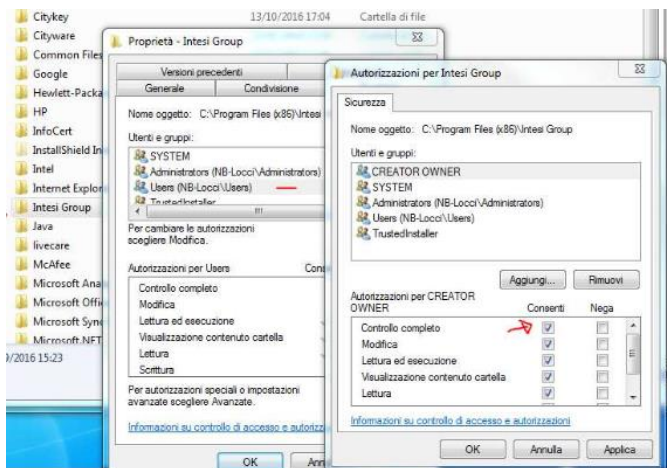 Citykey 13/10/2016 17:04 Cartella di file
Cityware
Common Files
Google
Hewlett-Packa
HP
InfoCert
InstallShield In
Intel
Internet Explor
Intesi Group
Java
livecare
McAfee
Microsoft Ana
Microsoft Offi
Microsoft Syn
Microsoft.NET
/2016 15:23
Proprietà - Intesi Group
Versioni precedenti
Generale Condivisione
Nome oggetto: C:\Program Files (x86)\Intesi
Utenti e gruppi:
SYSTEM
Administrators (NB-Locci\Administrators)
Users (NB-Locci\Users)
TrustedInstaller
Per cambiare le autorizzazioni
scegliere Modifica.
Autorizzazioni per Users Cons
Controllo completo
Modifica
Lettura ed esecuzione
Visualizzazione contenuto cartella
Lettura
Scrittura
Per autorizzazioni speciali o impostazioni
avanzate scegliere Avanzate.
Informazioni su controllo di accesso e autorizz
OK Ann
Autorizzazioni per Intesi Group
Sicurezza
Nome oggetto: C:\Program Files (x86)\Intesi Group
Utenti e gruppi:
CREATOR OWNER
SYSTEM
Administrators (NB-Locci\Administrators)
Users (NB-Locci\Users)
TrustedInstaller
Aggiungi... Rimuovi
Autorizzazioni per CREATOR
OWNER Consenti Nega
Controllo completo
Modifica
Lettura ed esecuzione
Visualizzazione contenuto cartella
Lettura
Informazioni su controllo di accesso e autorizzazioni
OK Annulla Applica